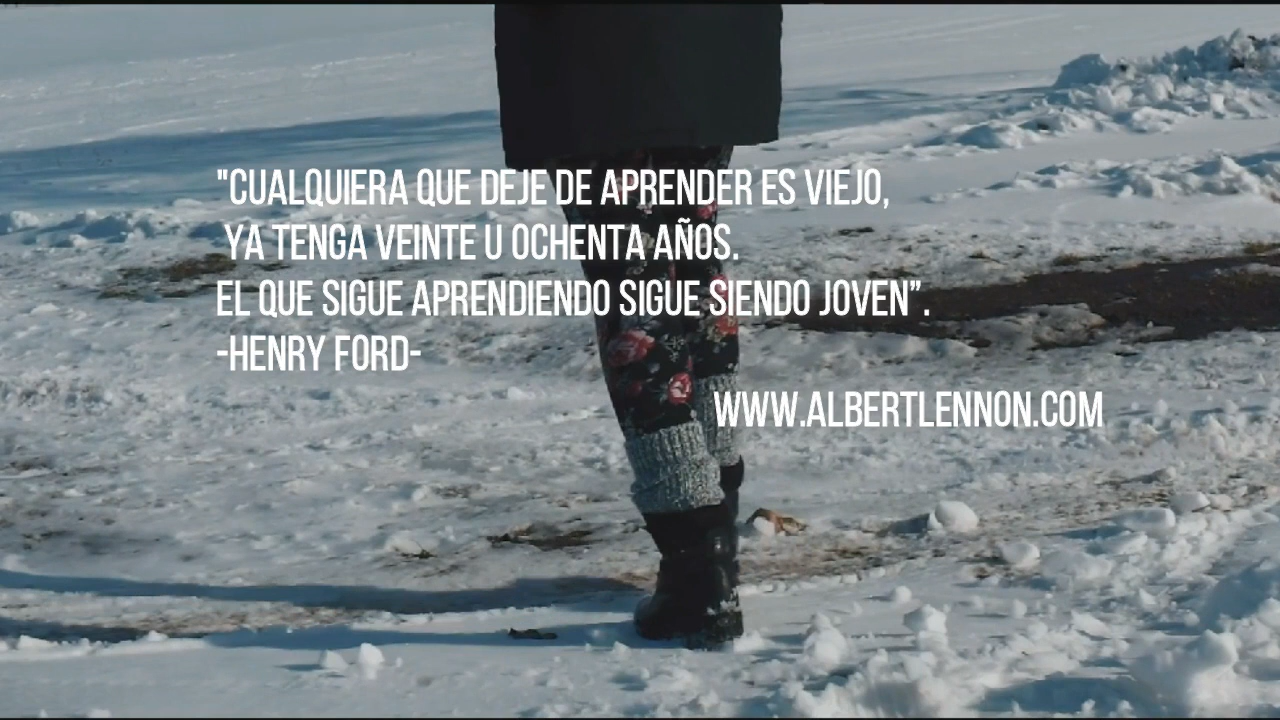 "CUALQUIERA QUE DEJE DE APRENDER ES VIEJO,
YA TENGA VEINTE U OCHENTA AÑOS.
EL QUE SIGUE APRENDIENDO SIGUE SIENDO JOVEN”.
-HENRY FORD-
WWW.ALBERTLENNON.COM